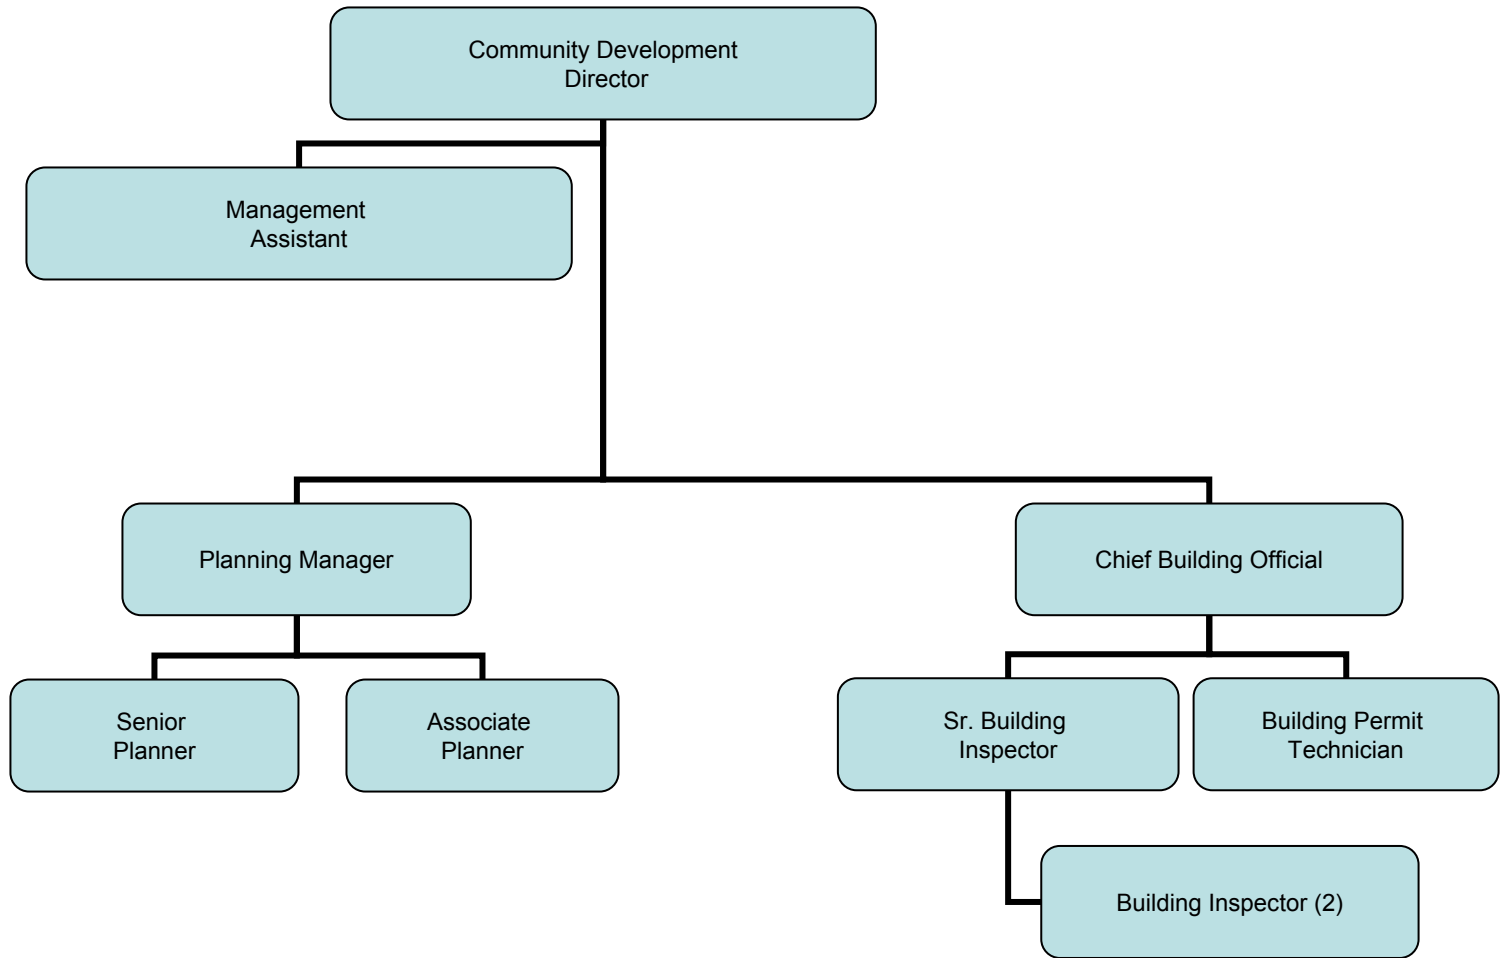 Community Development
Director
Management
Assistant
Planning Manager
Chief Building Official
Senior
Planner
Associate
Planner
Sr. Building
Inspector
Building Permit
Technician
Building Inspector (2)